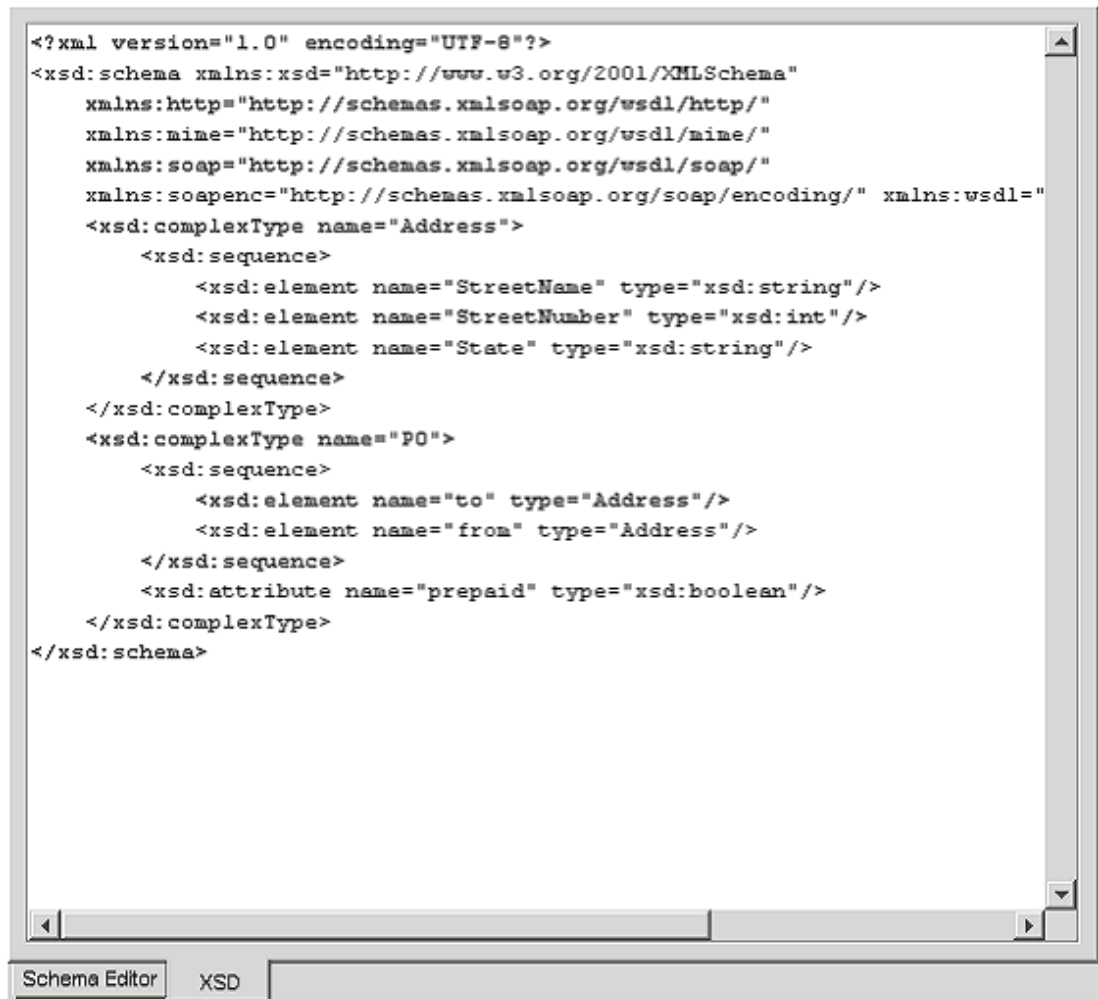 <?xml version="1.0" encoding="UTF-8"?>
<xsd:schema xmlns:xsd="http://www.w3.org/2001/XMLSchema"
    xmlns:http="http://schemas.xmlsoap.org/wsdl/http/"
    xmlns:mime="http://schemas.xmlsoap.org/wsdl/mime/"
    xmlns:soap="http://schemas.xmlsoap.org/wsdl/soap/"
    xmlns:soapenc="http://schemas.xmlsoap.org/soap/encoding/" xmlns:wsdl="
    <xsd:complexType name="Address">
        <xsd:sequence>
            <xsd:element name="StreetName" type="xsd:string"/>
            <xsd:element name="StreetNumber" type="xsd:int"/>
            <xsd:element name="State" type="xsd:string"/>
        </xsd:sequence>
    </xsd:complexType>
    <xsd:complexType name="PO">
        <xsd:sequence>
            <xsd:element name="to" type="Address"/>
            <xsd:element name="from" type="Address"/>
        </xsd:sequence>
        <xsd:attribute name="prepaid" type="xsd:boolean"/>
    </xsd:complexType>
</xsd:schema>
Schema Editor XSD